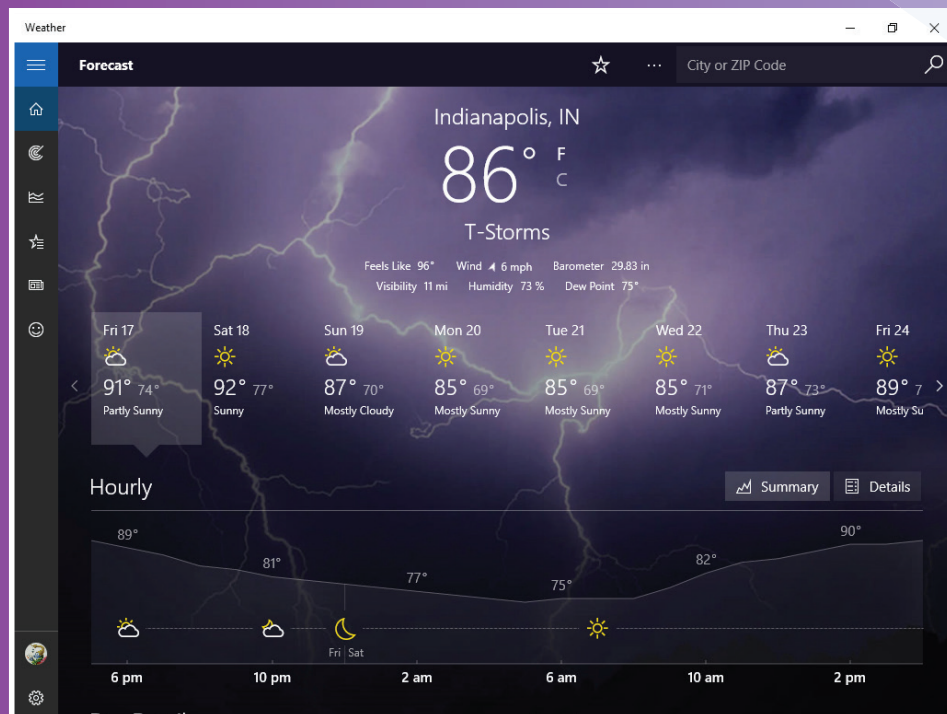 Weather
Forecast
City or ZIP Code
Indianapolis, IN
86° F
C
T-Storms
Feels Like 96° Wind 6 mph Barometer 29.83 in
Visibility 11 mi Humidity 73 % Dew Point 75°
Fri 17 Sat 18 Sun 19 Mon 20 Tue 21 Wed 22 Thu 23 Fri 24
91° 74° 92° 77° 87° 70° 85° 69° 85° 69° 85° 71° 87° 73° 89° 7
Partly Sunny Sunny Mostly Cloudy Mostly Sunny Mostly Sunny Mostly Sunny Partly Sunny Mostly Su
Hourly Summary Details
89° 81° 77° 75° 82° 90°
Fri Sat
6 pm 10 pm 2 am 6 am 10 am 2 pm